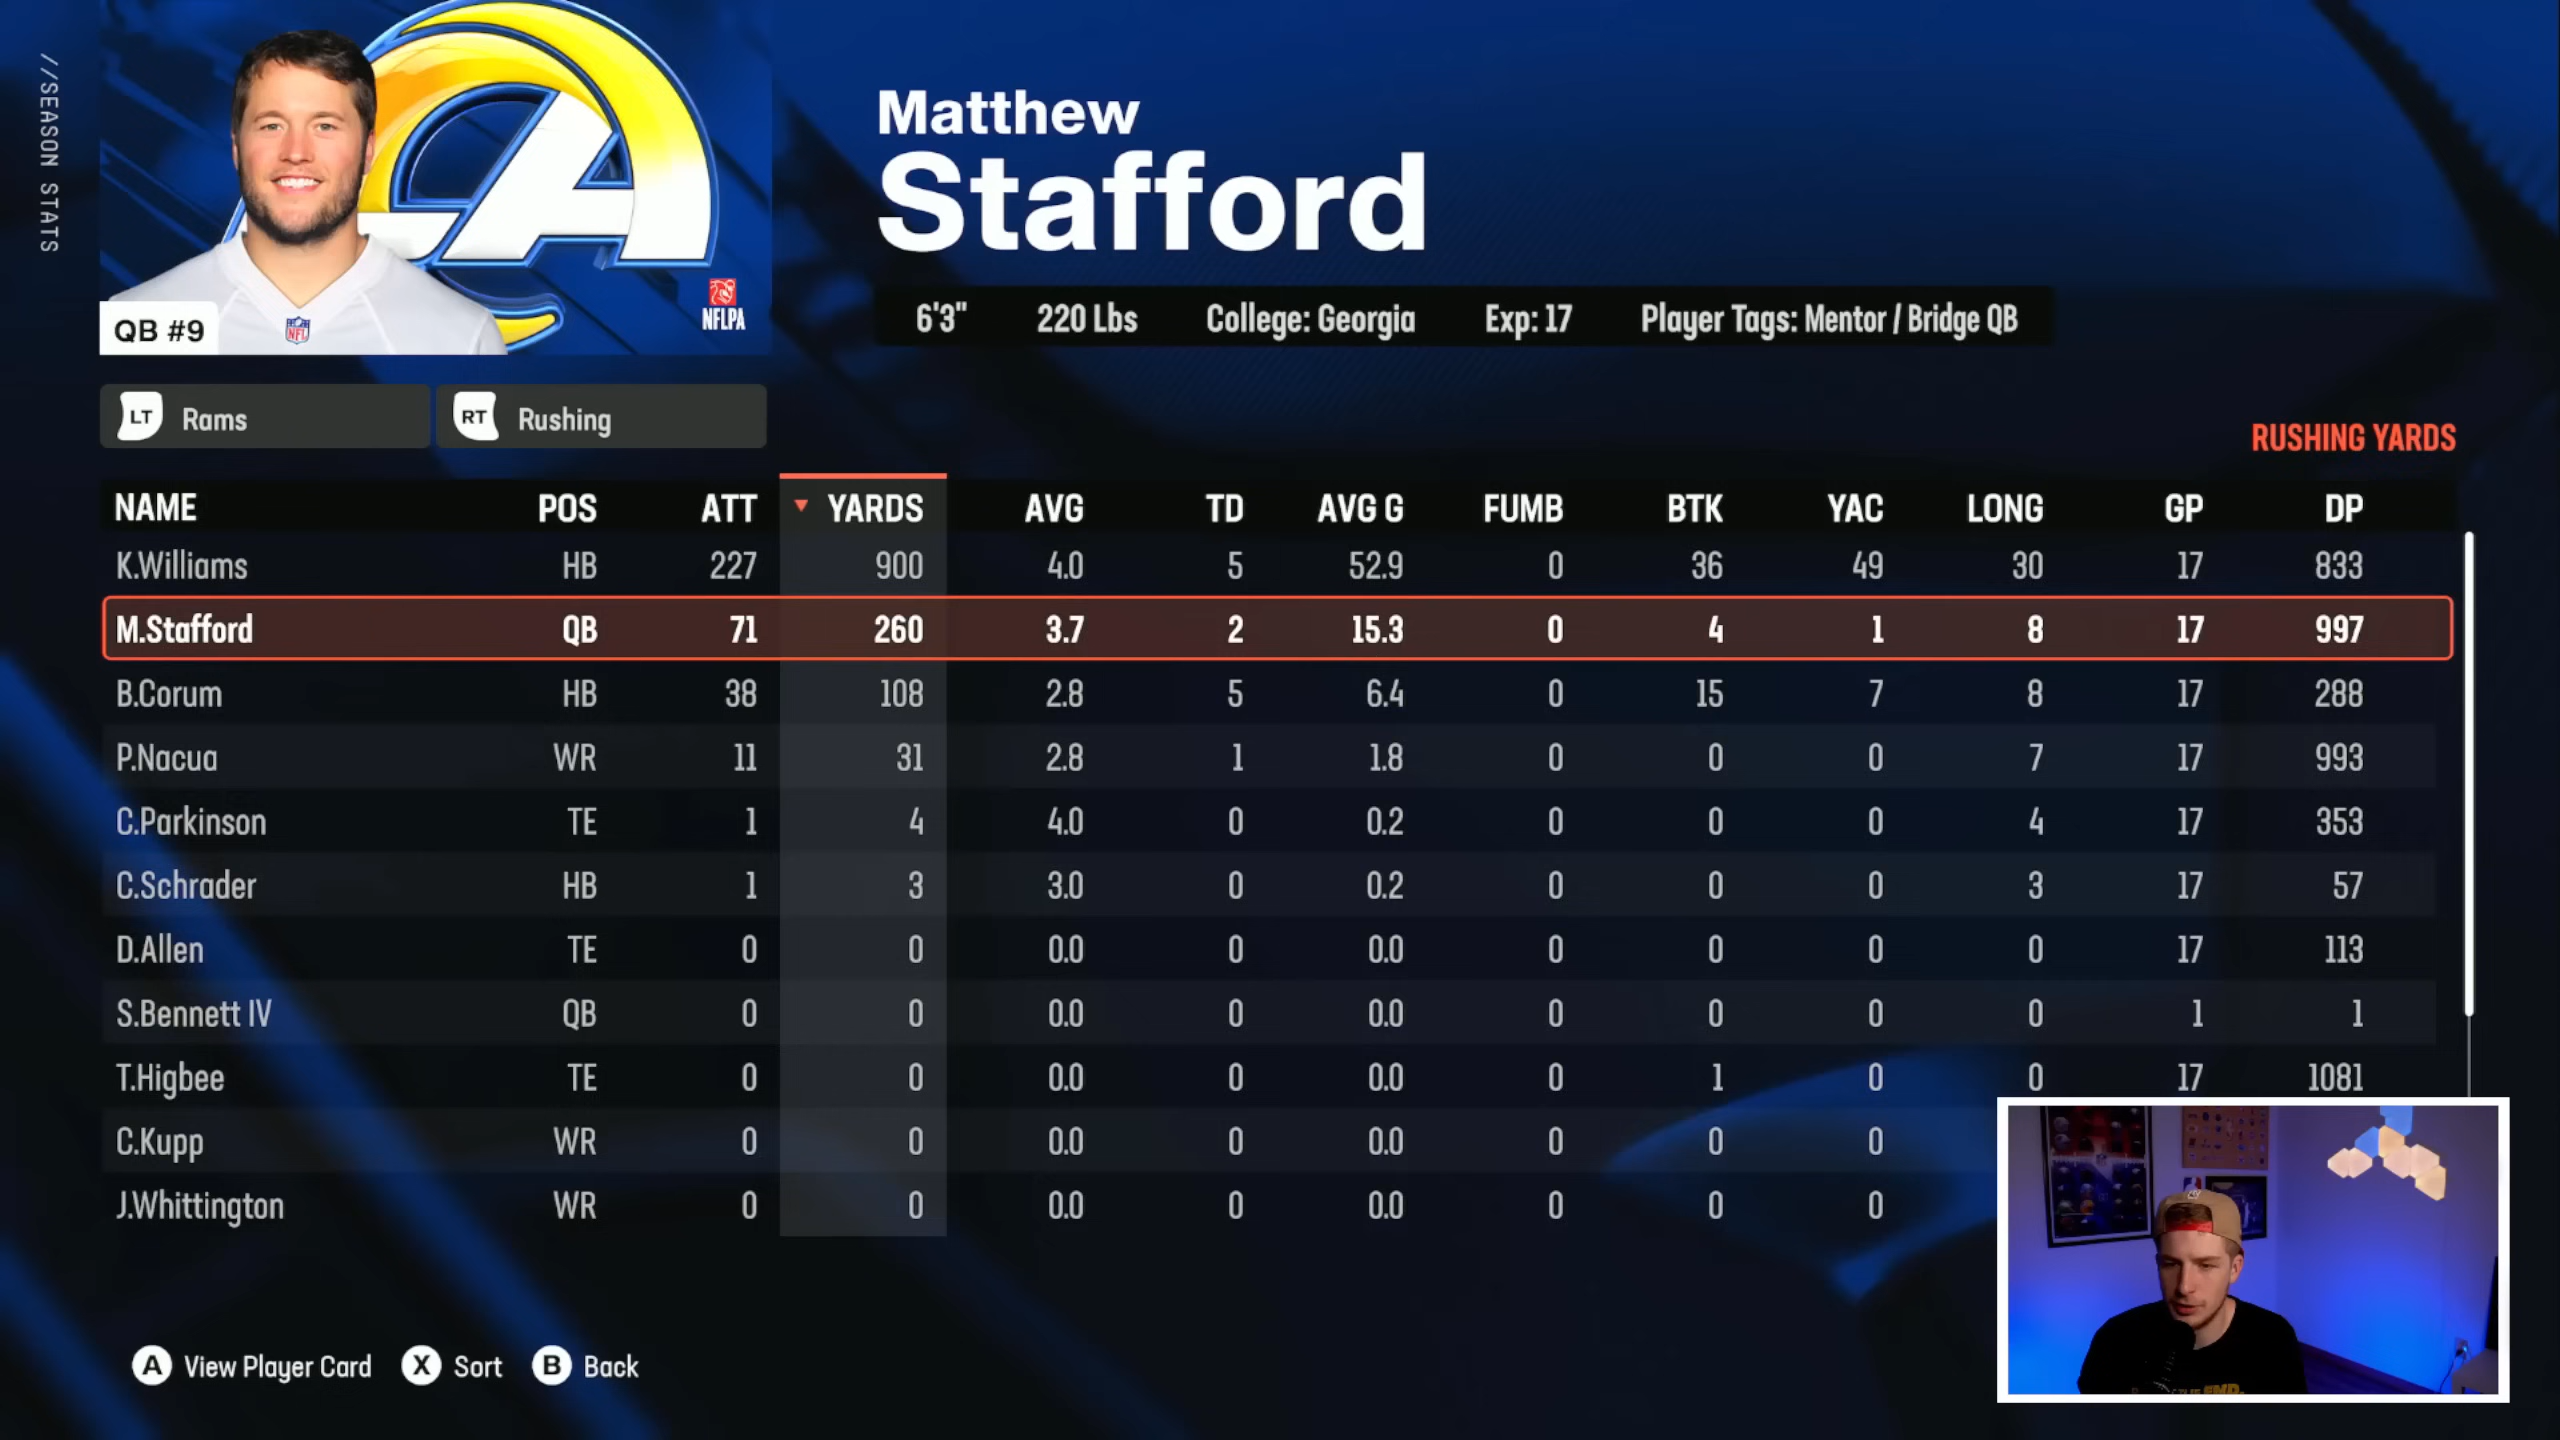 //SEASON STATS
QB #9
NFLPA
NFL
Matthew
Stafford
6'3" 220 Lbs College: Georgia Exp: 17 Player Tags: Mentor / Bridge QB
LT Rams RT Rushing
RUSHING YARDS
NAME POS ATT YARDS AVG TD AVG G FUMB BTK YAC LONG GP DP
K.Williams HB 227 900 4.0 5 52.9 0 36 49 30 17 833
M.Stafford QB 71 260 3.7 2 15.3 0 4 1 8 17 997
B.Corum HB 38 108 2.8 5 6.4 0 15 7 8 17 288
P.Nacua WR 11 31 2.8 1 1.8 0 0 0 7 17 993
C.Parkinson TE 1 4 4.0 0 0.2 0 0 0 4 17 353
C.Schrader HB 1 3 3.0 0 0.2 0 0 0 3 17 57
D.Allen TE 0 0 0.0 0 0.0 0 0 0 0 17 113
S.Bennett IV QB 0 0 0.0 0 0.0 0 0 0 0 1 1
T.Higbee TE 0 0 0.0 0 0.0 0 1 0 0 17 1081
C.Kupp WR 0 0 0.0 0 0.0 0 0 0
J.Whittington WR 0 0 0.0 0 0.0 0 0 0
A View Player Card X Sort B Back